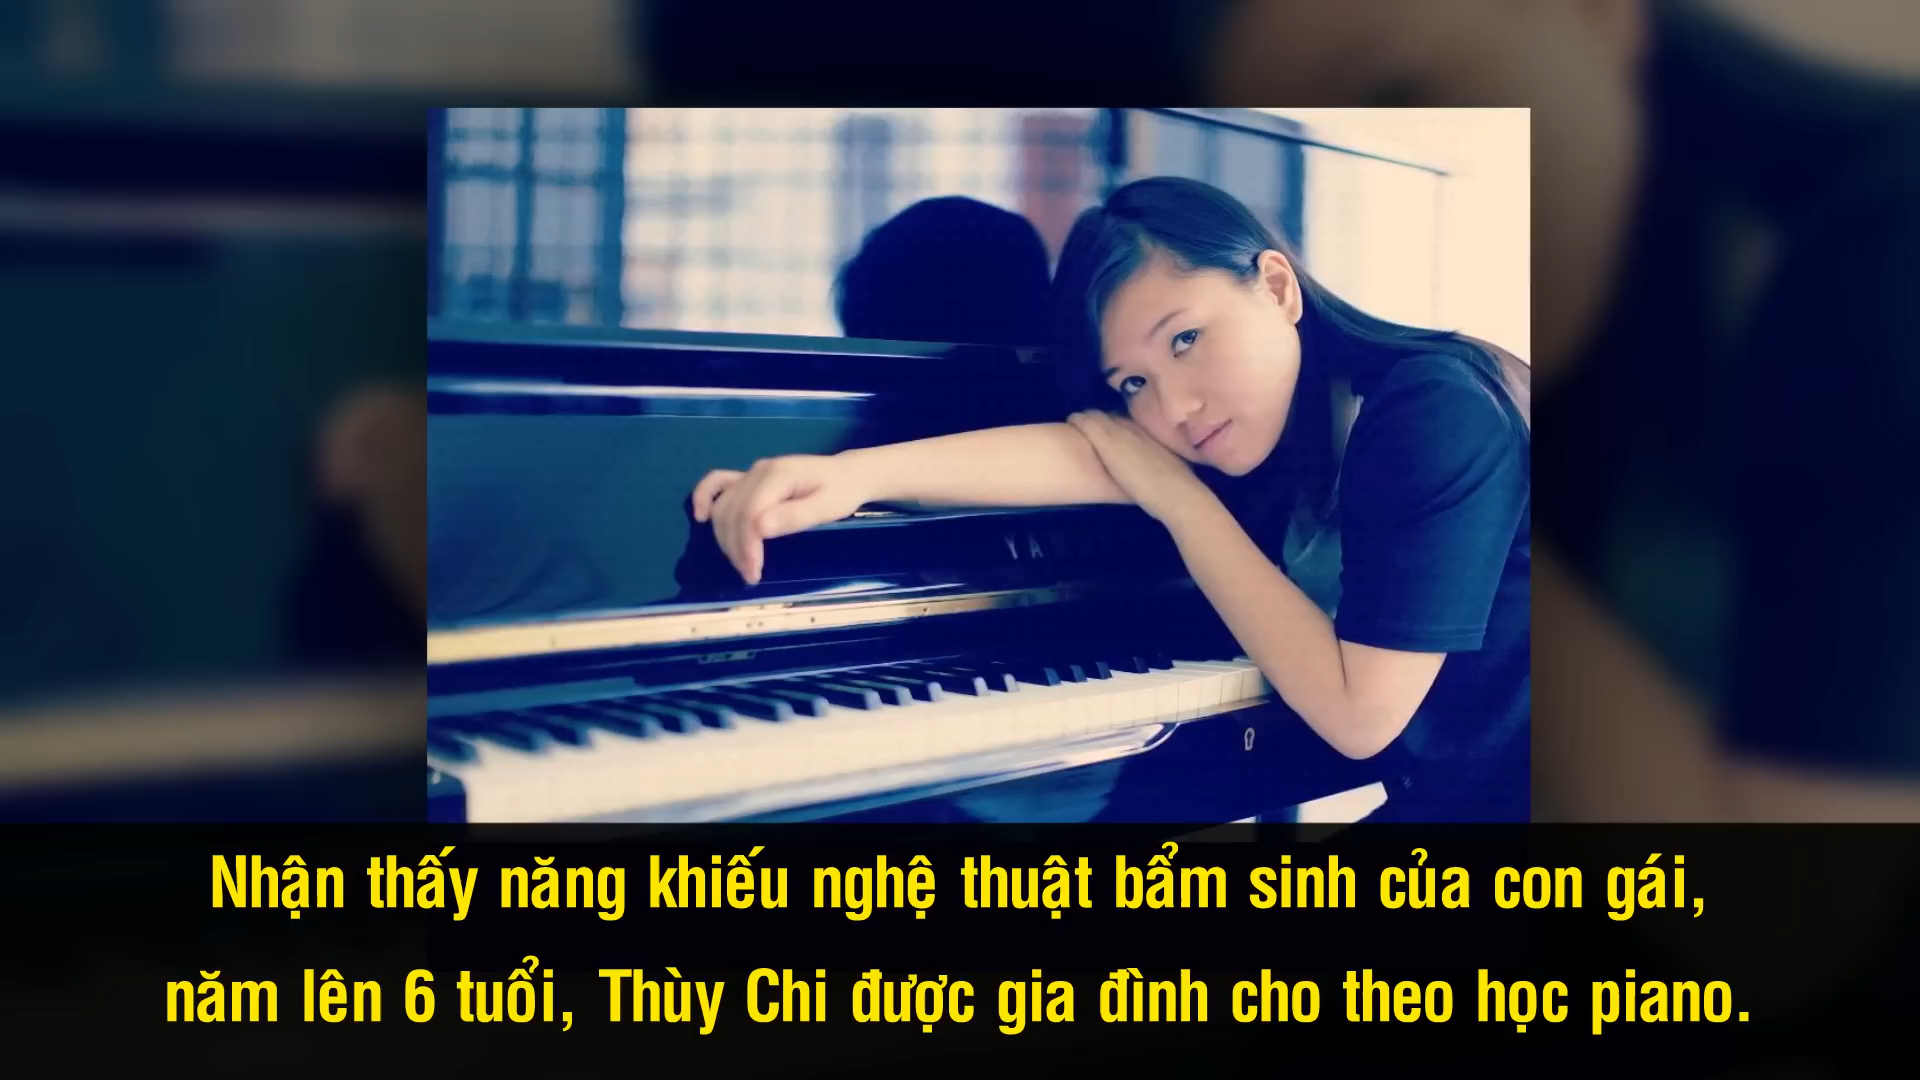 Nhận thấy năng khiếu nghệ thuật bẩm sinh của con gái,
năm lên 6 tuổi, Thùy Chi được gia đình cho theo học piano.